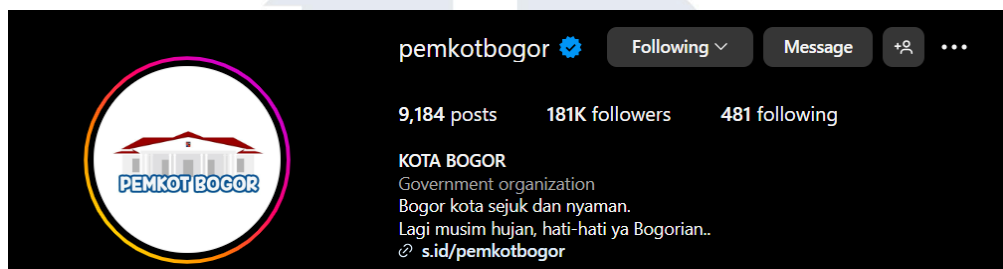 pemkotbogor Following Message
9,184 posts 181K followers 481 following
PEMKOT BOGOR
KOTA BOGOR
Government organization
Bogor kota sejuk dan nyaman.
Lagi musim hujan, hati-hati ya Bogorian..
s.id/pemkotbogor